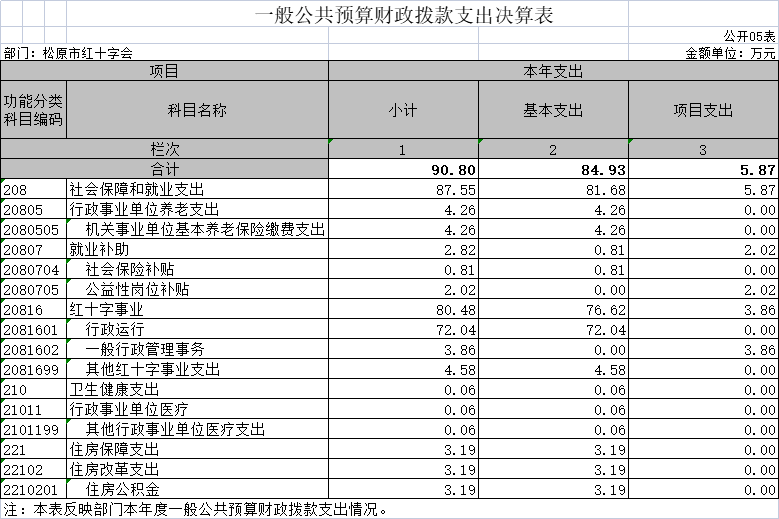 一般公共预算财政拨款支出决算表
公开05表
部门：松原市红十字会 金额单位：万元
项目 本年支出
功能分类科目编码 科目名称 小计 基本支出 项目支出
栏次 1 2 3
合计 90.80 84.93 5.87
208 社会保障和就业支出 87.55 81.68 5.87
20805 行政事业单位养老支出 4.26 4.26 0.00
2080505 机关事业单位基本养老保险缴费支出 4.26 4.26 0.00
20807 就业补助 2.82 0.81 2.02
2080704 社会保险补贴 0.81 0.81 0.00
2080705 公益性岗位补贴 2.02 0.00 2.02
20816 红十字事业 80.48 76.62 3.86
2081601 行政运行 72.04 72.04 0.00
2081602 一般行政管理事务 3.86 0.00 3.86
2081699 其他红十字事业支出 4.58 4.58 0.00
210 卫生健康支出 0.06 0.06 0.00
21011 行政事业单位医疗 0.06 0.06 0.00
2101199 其他行政事业单位医疗支出 0.06 0.06 0.00
221 住房保障支出 3.19 3.19 0.00
22102 住房改革支出 3.19 3.19 0.00
2210201 住房公积金 3.19 3.19 0.00
注：本表反映部门本年度一般公共预算财政拨款支出情况。